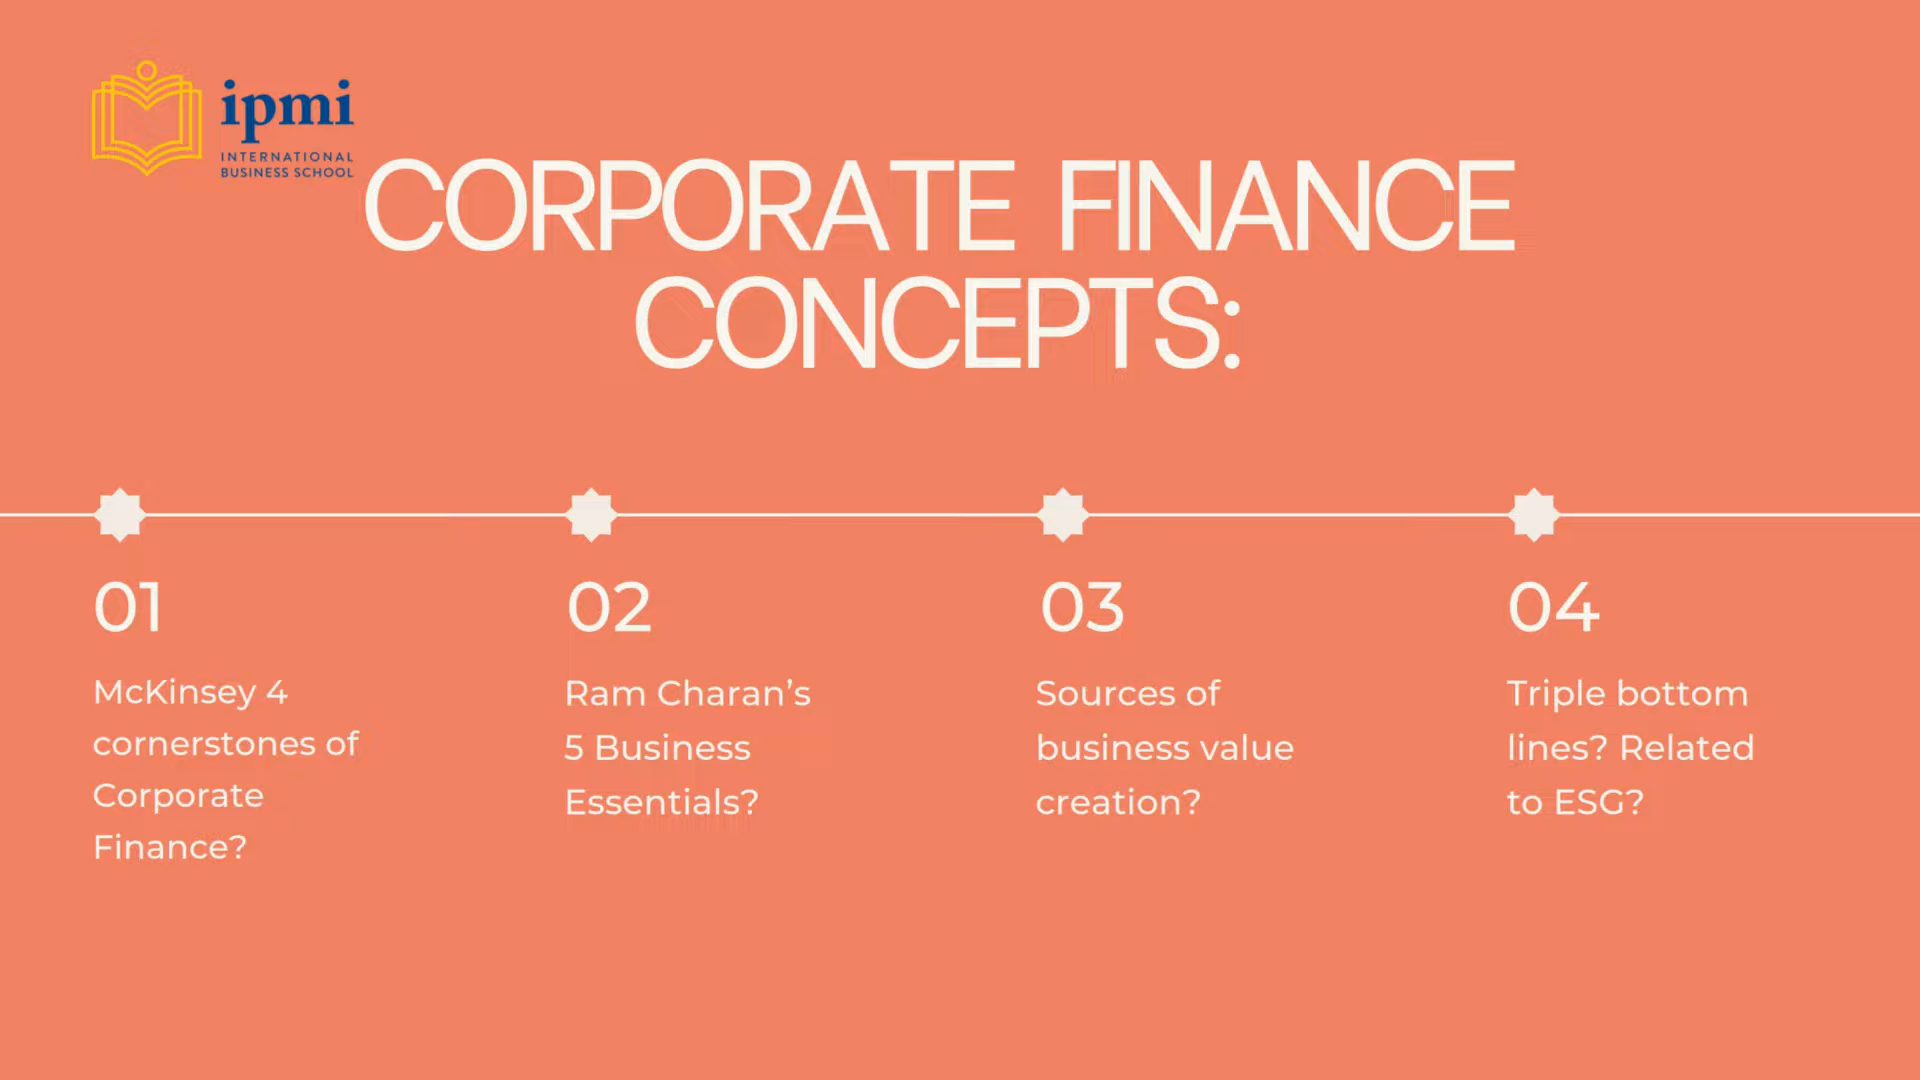 ipmi
INTERNATIONAL
BUSINESS SCHOOL
CORPORATE FINANCE
CONCEPTS:
01
McKinsey 4
cornerstones of
Corporate
Finance?
02
Ram Charan’s
5 Business
Essentials?
03
Sources of
business value
creation?
04
Triple bottom
lines? Related
to ESG?